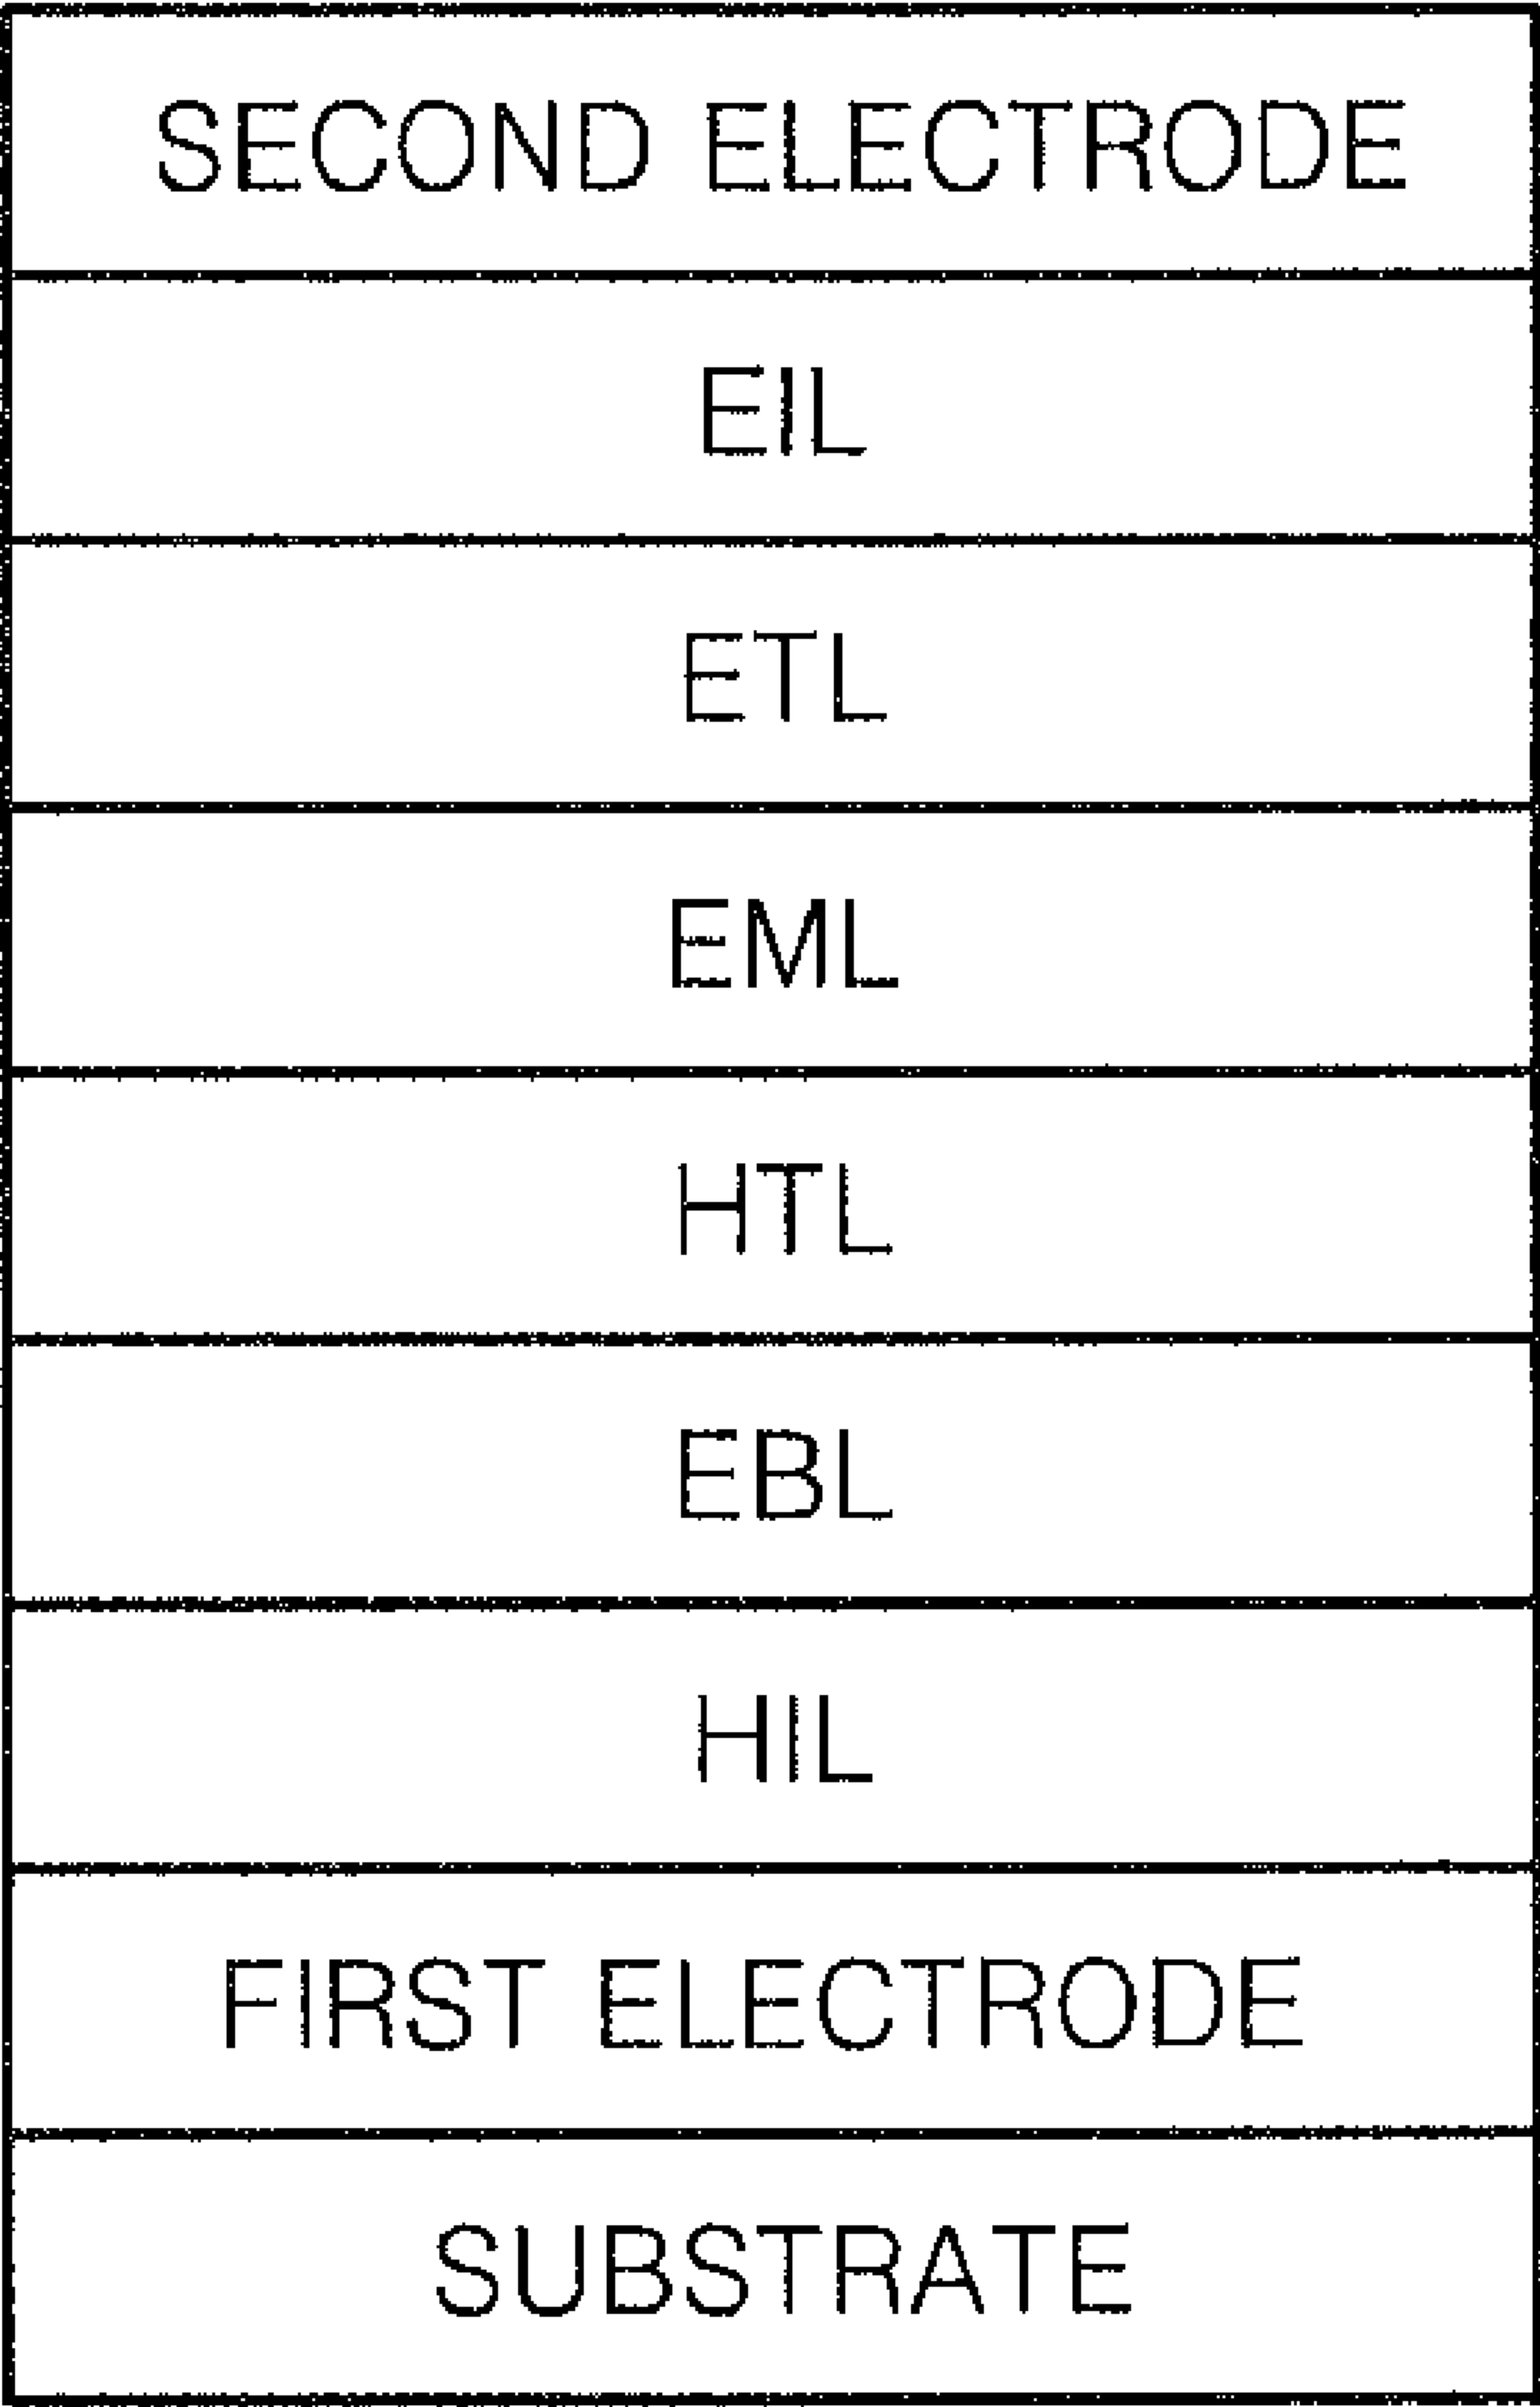 SECOND ELECTRODE
EIL
ETL
EML
HTL
EBL
HIL
FIRST ELECTRODE
SUBSTRATE